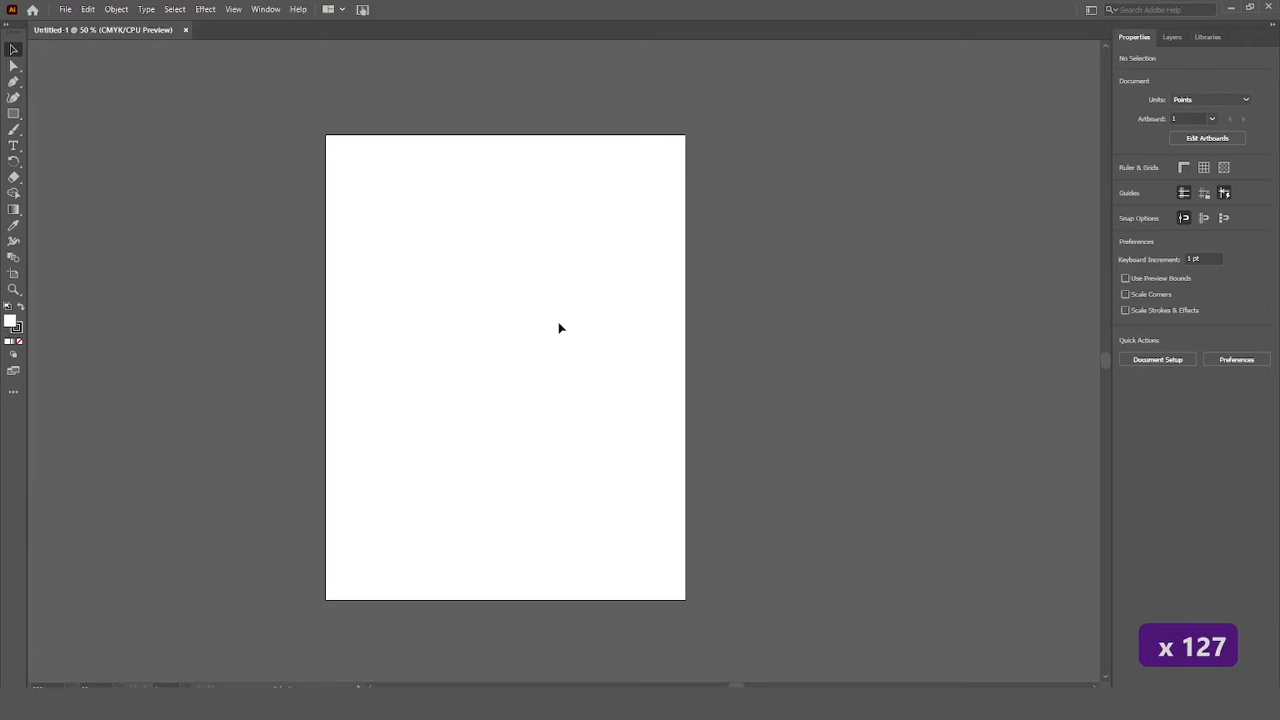 Ai File Edit Object Type Select Effect View Window Help Search Adobe Help
Untitled-1 @ 50 % (CMYK/CPU Preview) ×
Properties Layers Libraries
No Selection
Document
Units: Points
Artboard: 1
Edit Artboards
Ruler & Grids
Guides
Snap Options
Preferences
Keyboard Increment: 1 pt
Use Preview Bounds
Scale Corners
Scale Strokes & Effects
Quick Actions
Document Setup Preferences
x 127